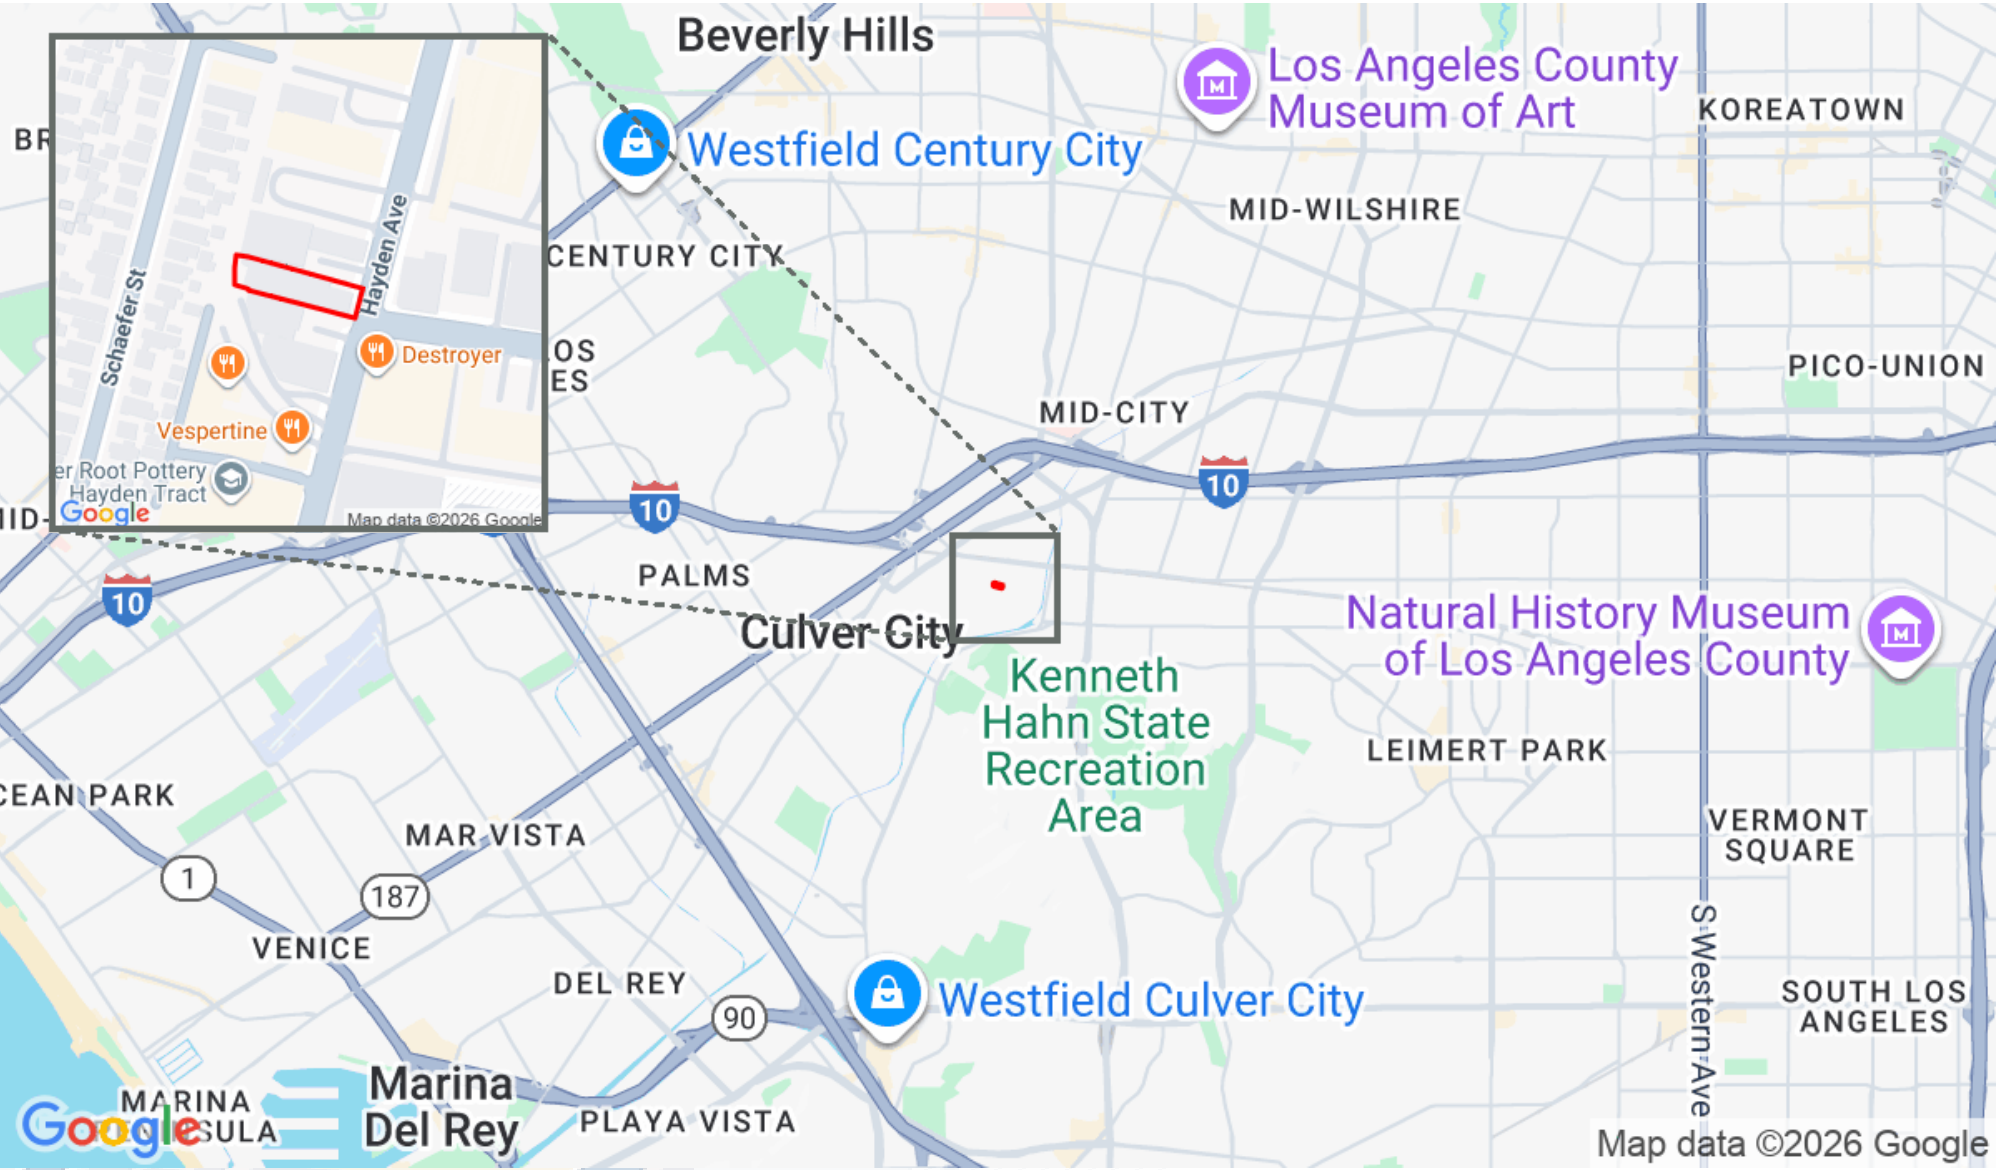 Beverly Hills
Los Angeles County
Museum of Art
KOREATOWN
Westfield Century City
MID-WILSHIRE
CENTURY CITY
Hayden Ave
Schaefer St
Destroyer
Vespertine
er Root Pottery
Hayden Tract
Google
Map data ©2026 Google
PICO-UNION
MID-CITY
10
10
10
PALMS
Culver City
Natural History Museum
of Los Angeles County
Kenneth
Hahn State
Recreation
Area
LEIMERT PARK
CEAN PARK
MAR VISTA
VERMONT
SQUARE
1
187
VENICE
DEL REY
90
Westfield Culver City
S Western Ave
SOUTH LOS
ANGELES
Marina
Del Rey
MARINA
SULA
PLAYA VISTA
Google
Map data ©2026 Google